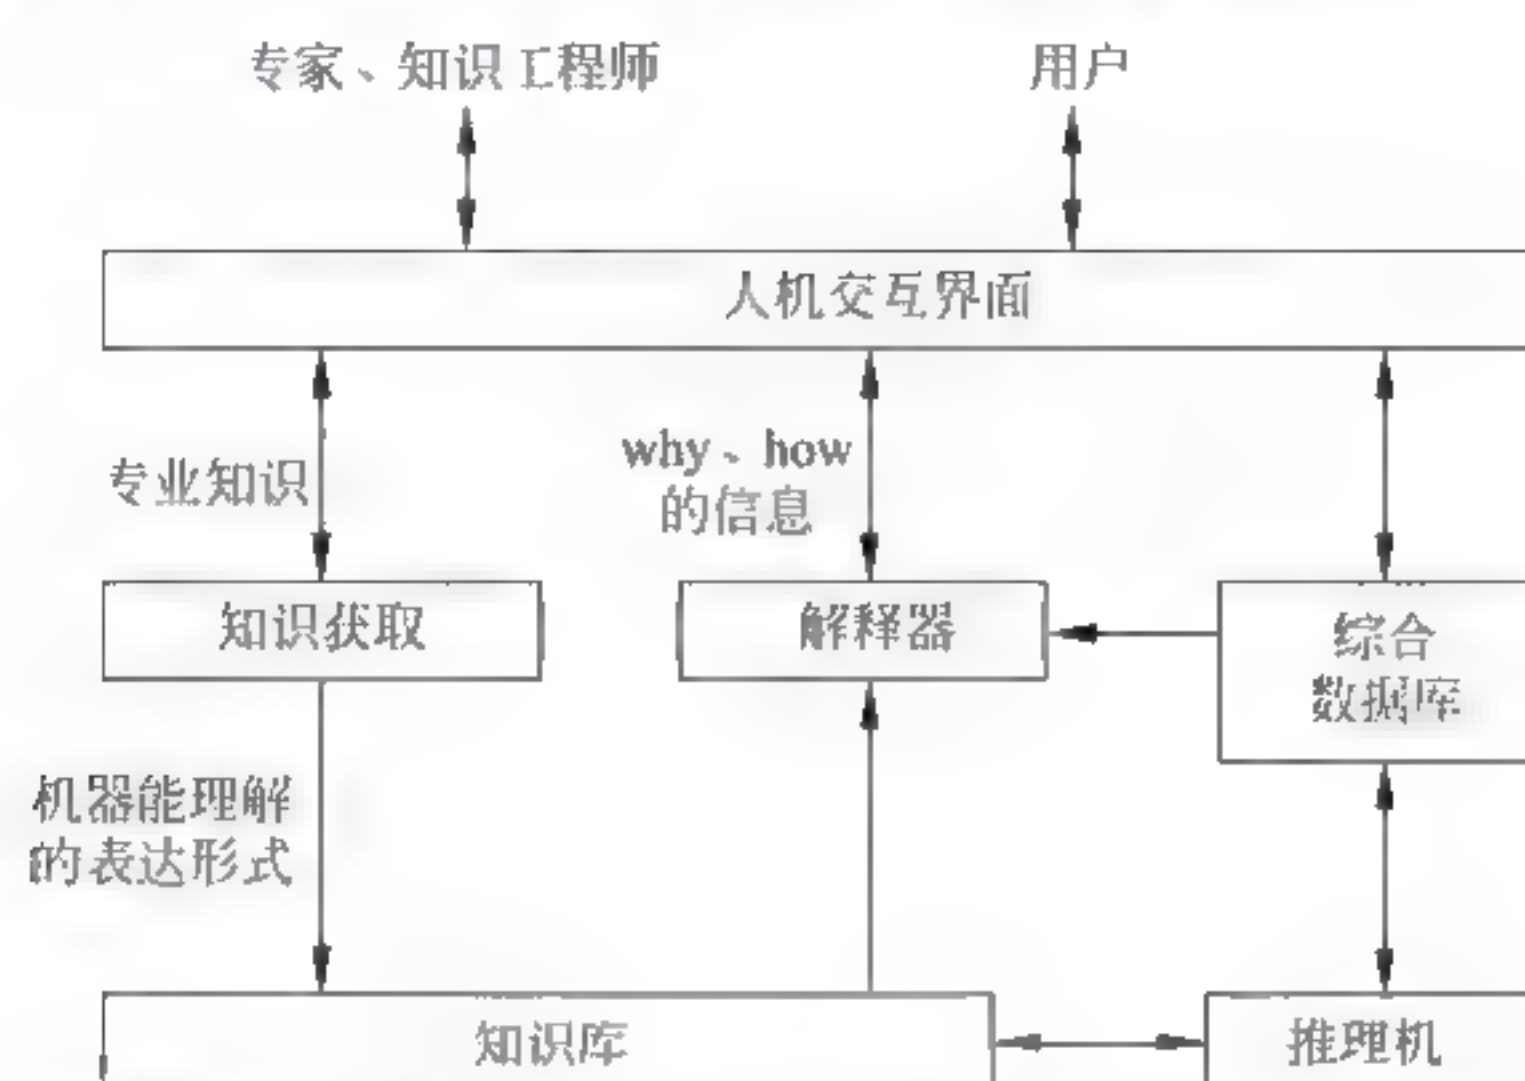 专家、知识工程师
用户
人机交互界面
专业知识
why、how
的信息
知识获取
解释器
综合
数据库
机器能理解
的表达形式
知识库
推理机